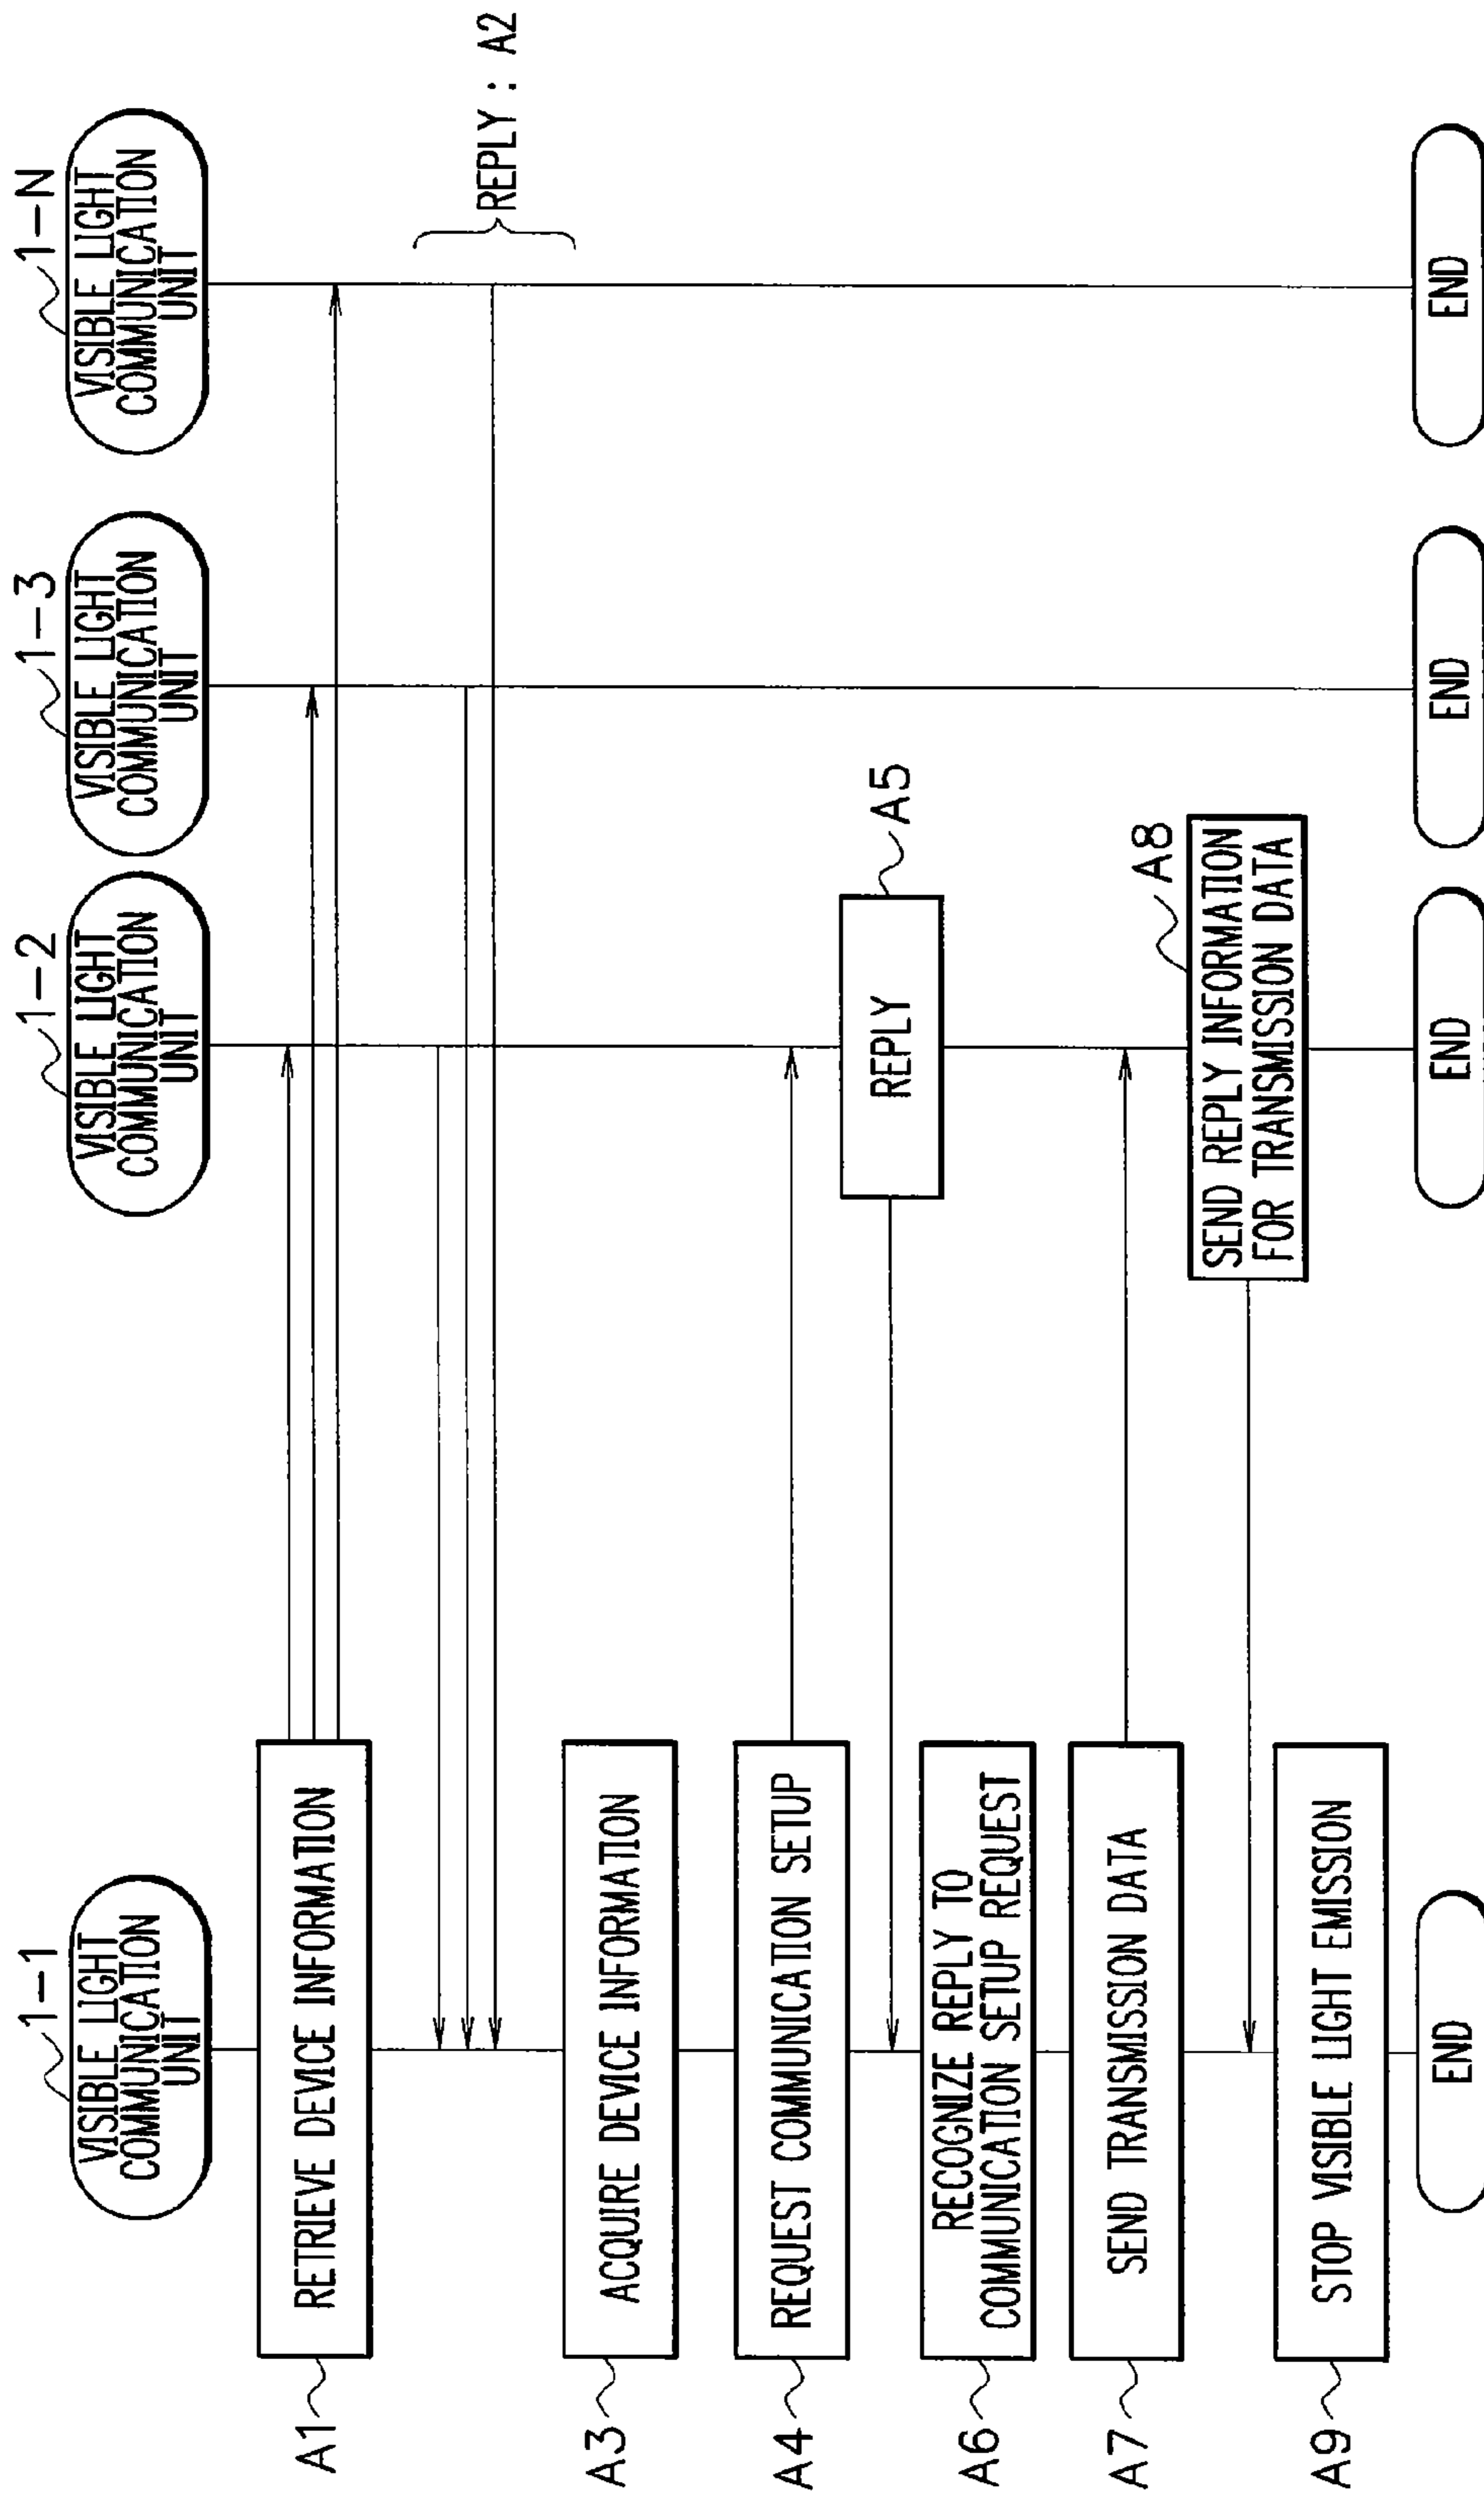 1-1
VISIBLE LIGHT
COMMUNICATION
UNIT
1-2
VISIBLE LIGHT
COMMUNICATION
UNIT
1-3
VISIBLE LIGHT
COMMUNICATION
UNIT
1-N
VISIBLE LIGHT
COMMUNICATION
UNIT
A1
RETRIEVE DEVICE INFORMATION
REPLY: A2
A3
ACQUIRE DEVICE INFORMATION
A4
REQUEST COMMUNICATION SETUP
REPLY
A5
A6
RECOGNIZE REPLY TO
COMMUNICATION SETUP REQUEST
A7
SEND TRANSMISSION DATA
A8
SEND REPLY INFORMATION
FOR TRANSMISSION DATA
A9
STOP VISIBLE LIGHT EMISSION
END
END
END
END